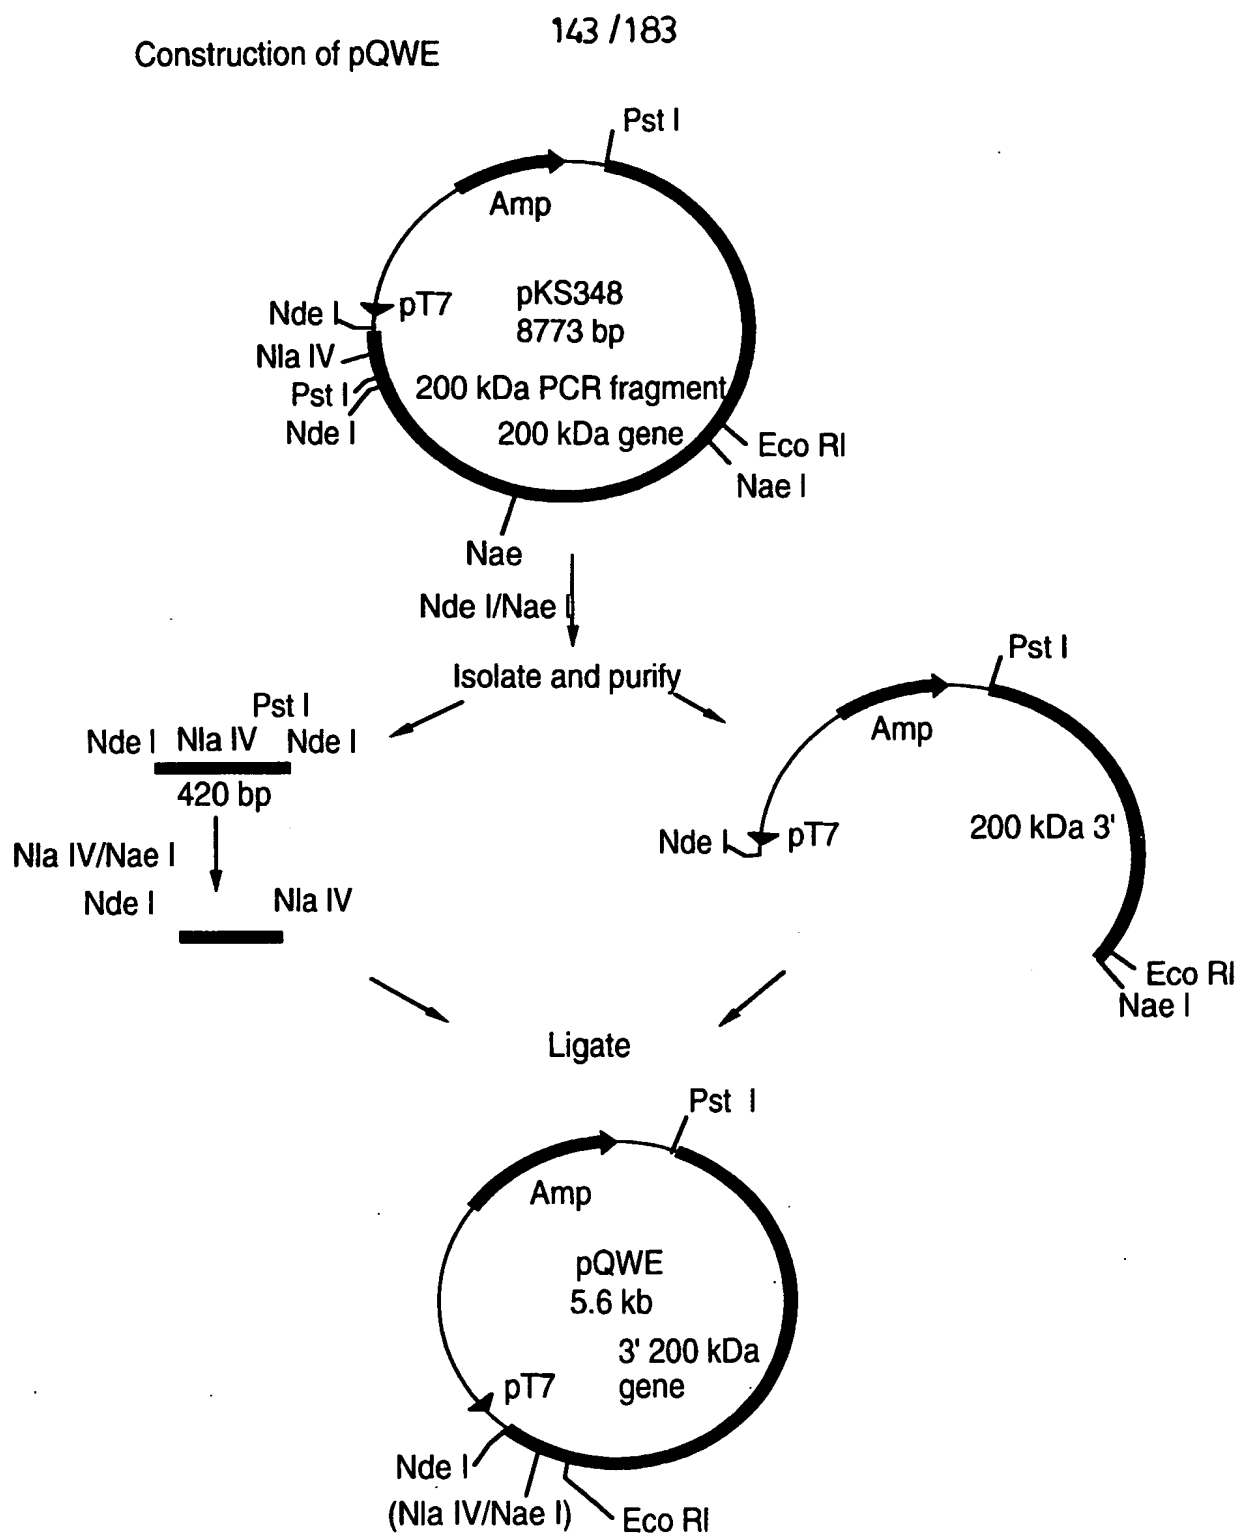 143/183
Construction of pQWE
Pst I
Amp
pKS348
8773 bp
Nde I
pT7
Nla IV
Pst I
Nde I
200 kDa PCR fragment
200 kDa gene
Eco RI
Nae I
Nae
Nde I/Nae I
Isolate and purify
Pst I
Nde I Nla IV Nde I
420 bp
Nla IV/Nae I
Nde I Nla IV
Pst I
Amp
Nde I
pT7
200 kDa 3'
Eco RI
Nae I
Ligate
Pst I
Amp
pQWE
5.6 kb
3' 200 kDa
gene
pT7
Nde I
(Nla IV/Nae I)
Eco RI